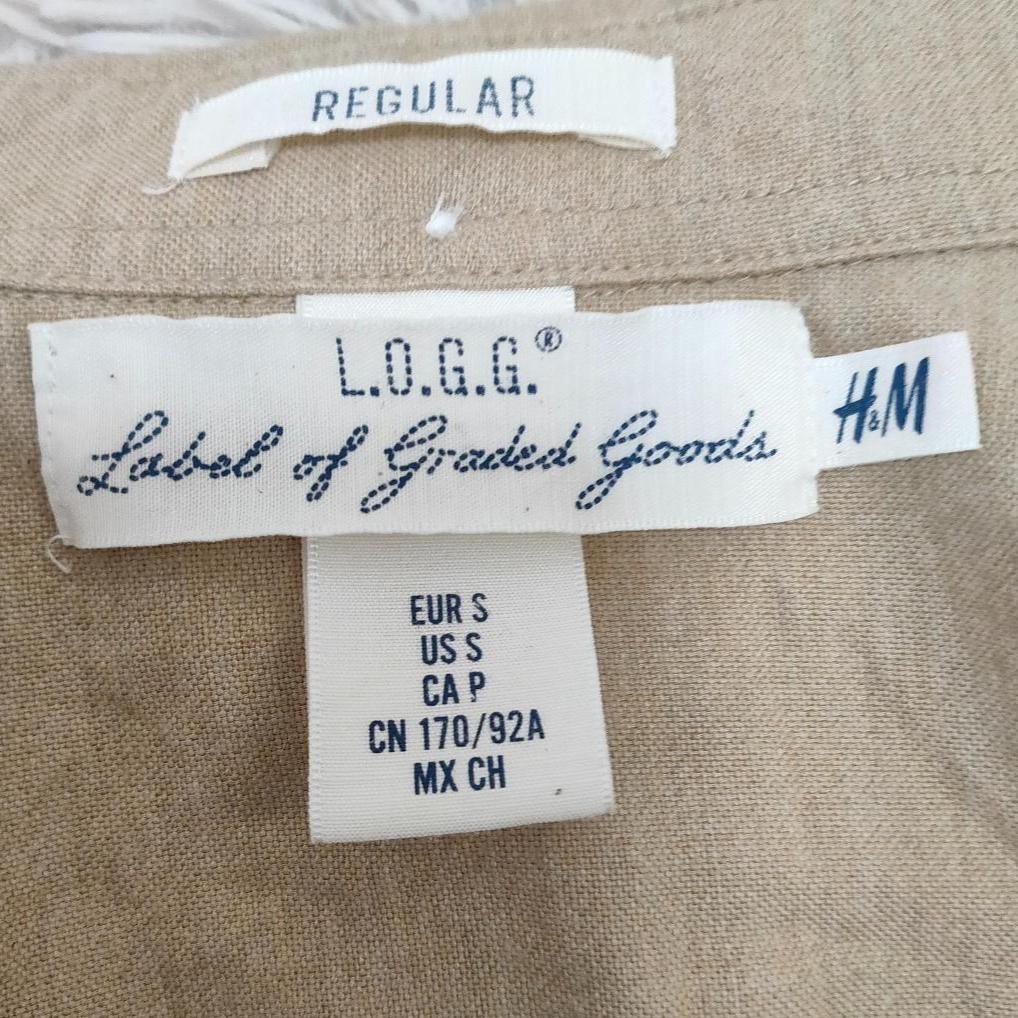 REGULAR
L.O.G.G.®
Label of Graded Goods
H&M
EUR S
US S
CA P
CN 170/92A
MX CH